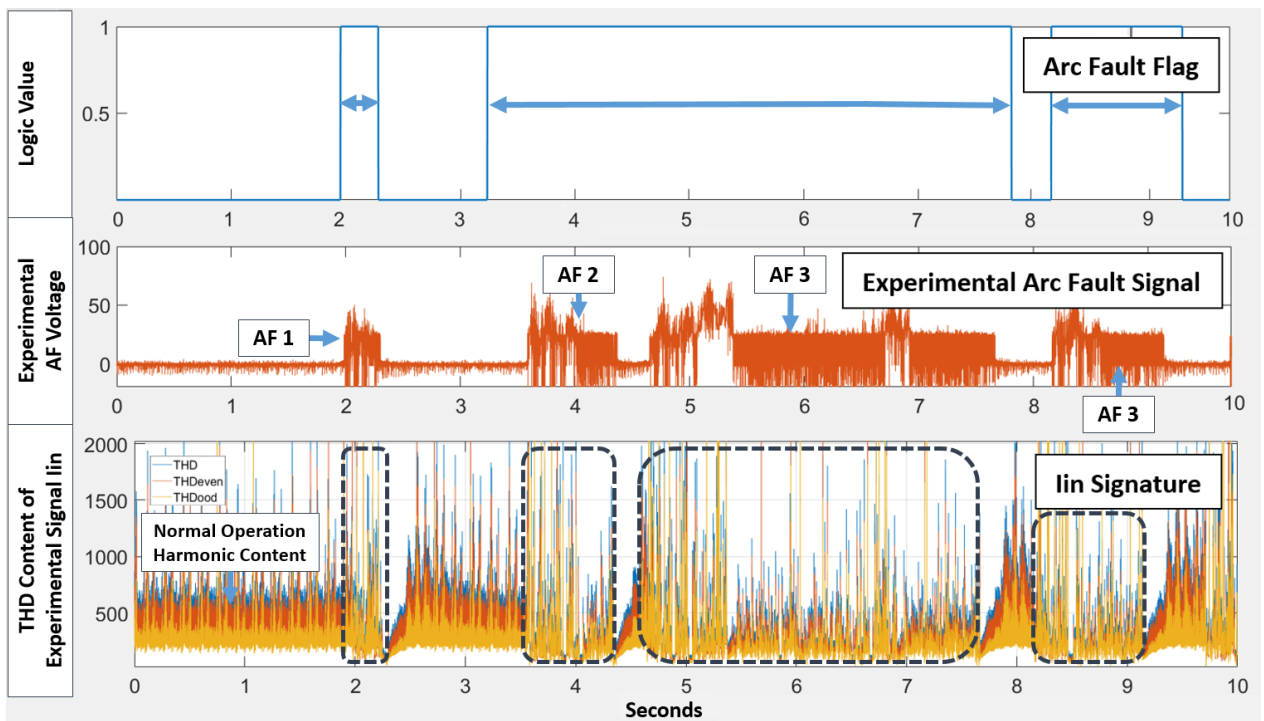 Logic Value
1
0.5
Arc Fault Flag
0 1 2 3 4 5 6 7 8 9 10
Experimental
AF Voltage
100
50
0
AF 1
AF 2
AF 3
Experimental Arc Fault Signal
AF 3
0 1 2 3 4 5 6 7 8 9 10
THD Content of
Experimental Signal Iin
2000
1500
1000
500
THD
THDeven
THDood
Normal Operation
Harmonic Content
Iin Signature
0 1 2 3 4 5 6 7 8 9 10
Seconds